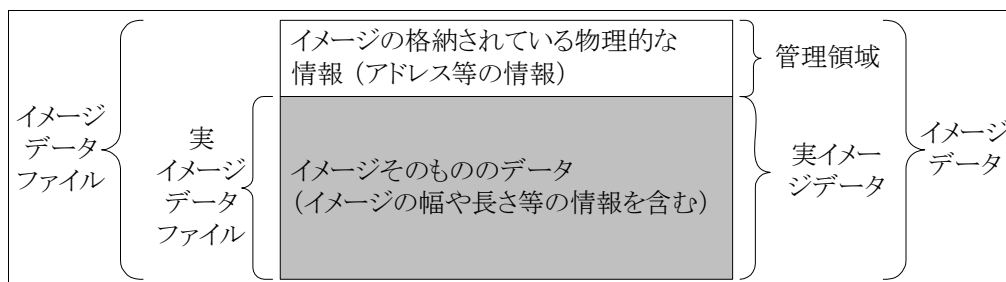 イメージ
データ
ファイル
実
イメージ
データ
ファイル
イメージの格納されている物理的な
情報（アドレス等の情報）
イメージそのもののデータ
（イメージの幅や長さ等の情報を含む）
管理領域
実イメー
ジデータ
イメージ
データ